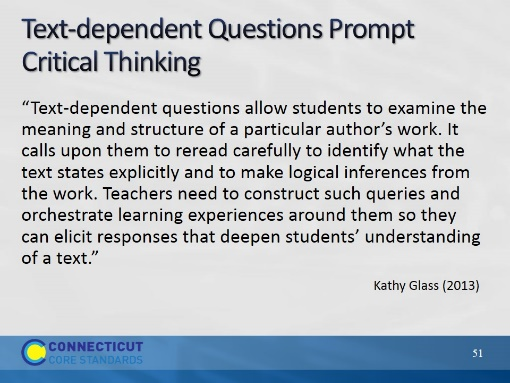 Text-dependent Questions Prompt
Critical Thinking
“Text-dependent questions allow students to examine the
meaning and structure of a particular author’s work. It
calls upon them to reread carefully to identify what the
text states explicitly and to make logical inferences from
the work. Teachers need to construct such queries and
orchestrate learning experiences around them so they
can elicit responses that deepen students’ understanding
of a text.”
Kathy Glass (2013)
CONNECTICUT
CORE STANDARDS
51